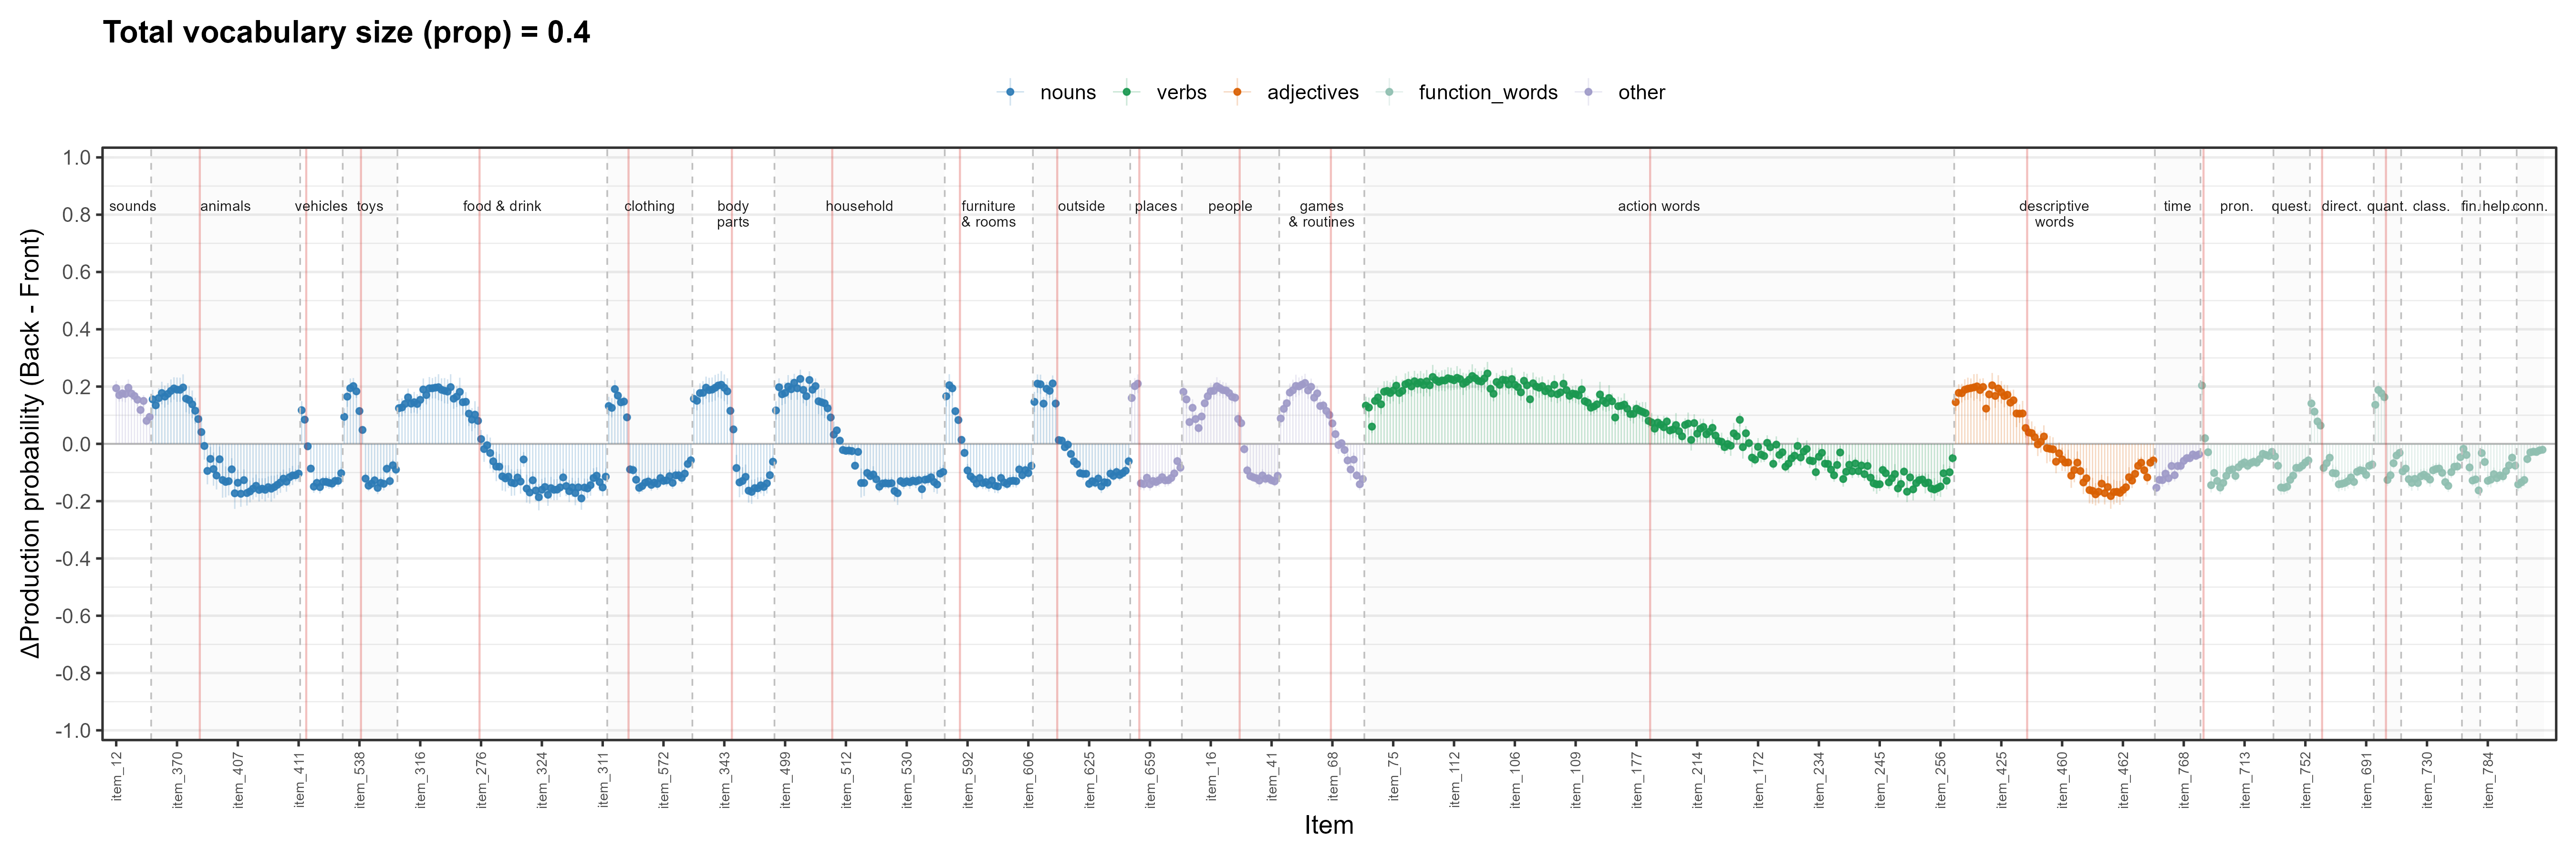 Total vocabulary size (prop) = 0.4
nouns verbs adjectives function_words other
ΔProduction probability (Back - Front)
1.0
0.8
0.6
0.4
0.2
0.0
-0.2
-0.4
-0.6
-0.8
-1.0
sounds animals vehicles toys food & drink clothing body parts household furniture & rooms outside places people games & routines action words descriptive words time pron. quest. direct. quant. class. fin. help. conn.
item_12 item_370 item_407 item_411 item_538 item_316 item_276 item_324 item_311 item_572 item_343 item_499 item_512 item_530 item_592 item_606 item_625 item_659 item_16 item_41 item_68 item_75 item_112 item_106 item_109 item_177 item_214 item_172 item_234 item_245 item_256 item_425 item_460 item_462 item_768 item_713 item_752 item_691 item_730 item_784
Item